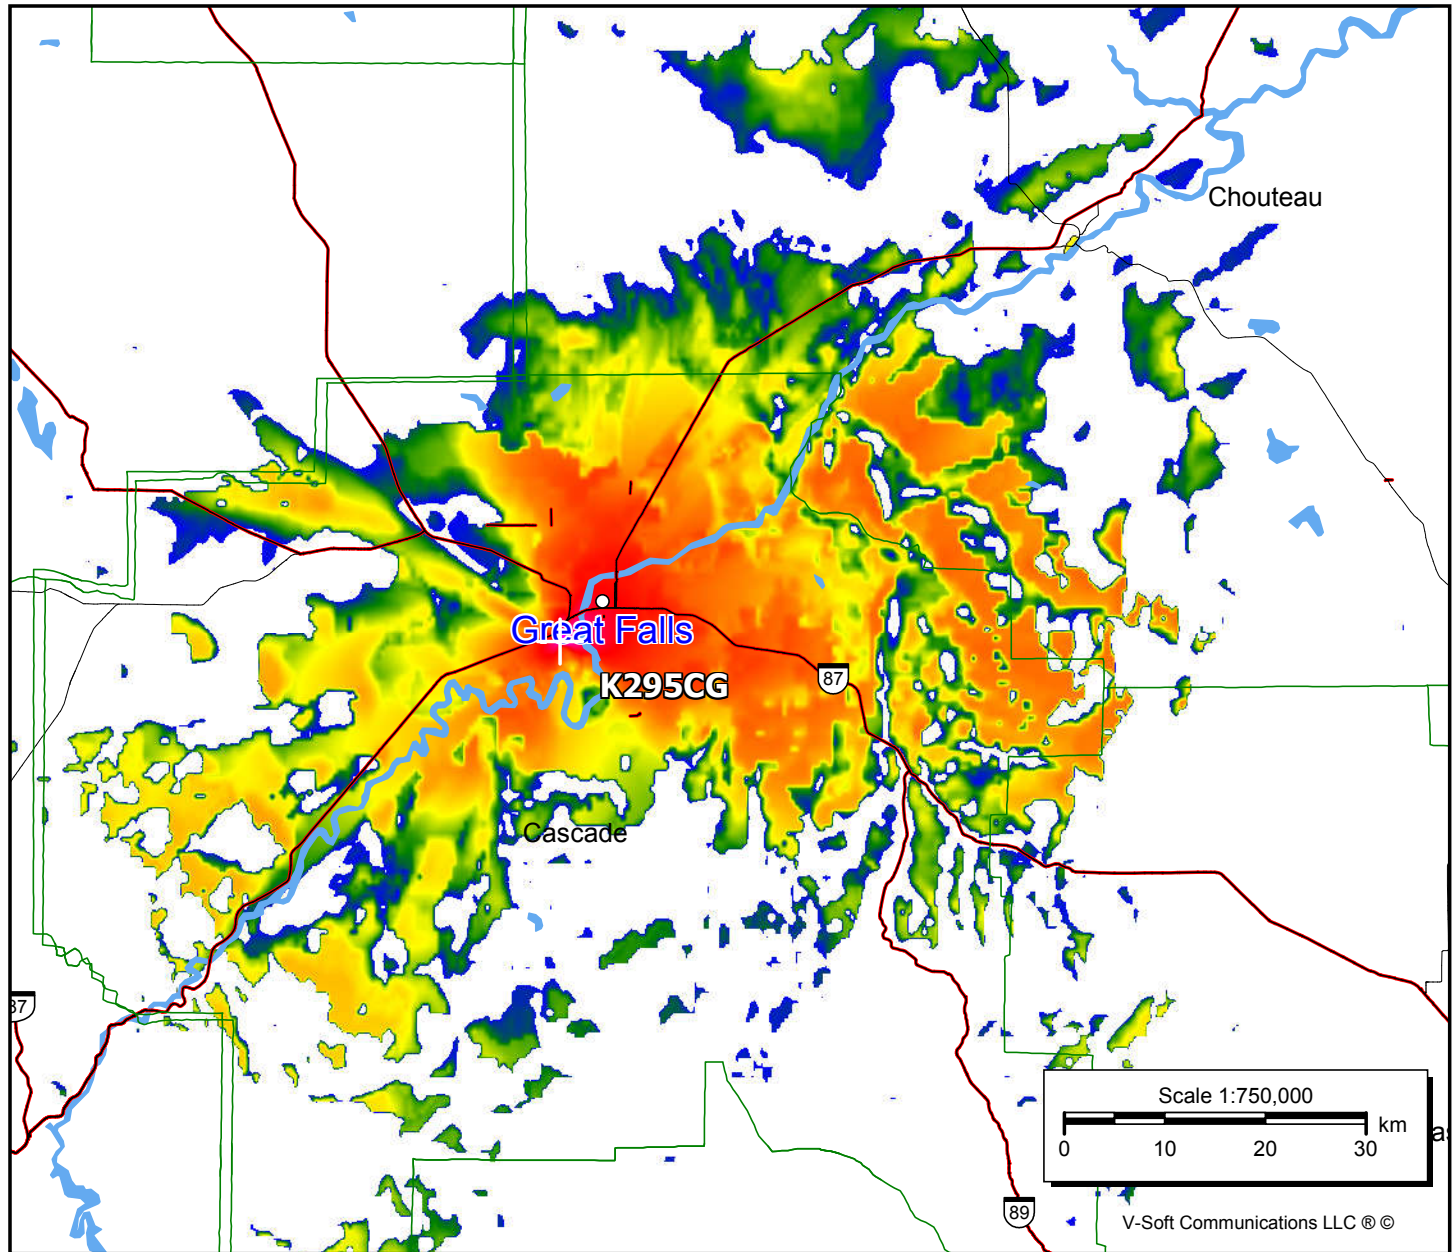 Chouteau
Great Falls
K295CG
87
Cascade
87
Scale 1:750,000
km
0 10 20 30
89
V-Soft Communications LLC ® ©